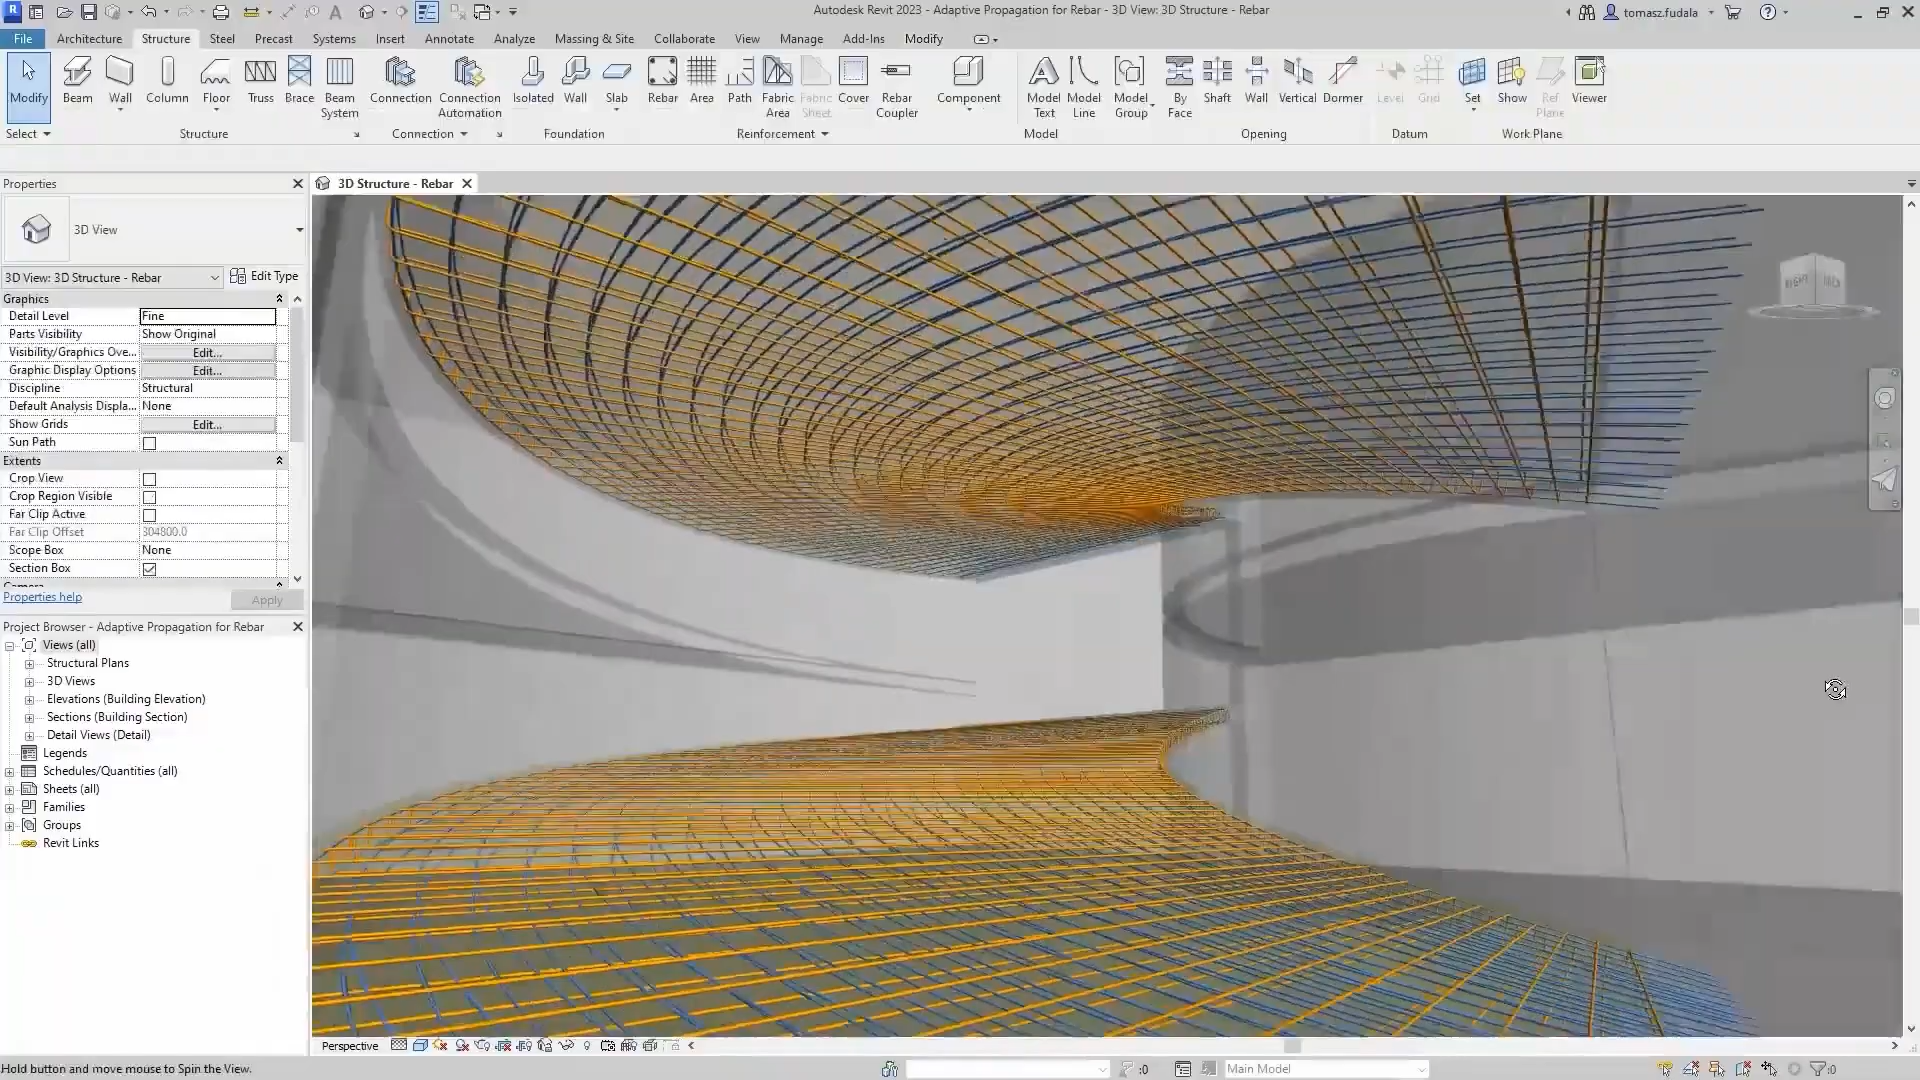 Autodesk Revit 2023 - Adaptive Propagation for Rebar - 3D View: 3D Structure - Rebar
tomasz.fudala
File Architecture Structure Steel Precast Systems Insert Annotate Analyze Massing & Site Collaborate View Manage Add-Ins Modify
Modify
Beam
Wall
Column
Floor
Truss
Brace
Beam System
Connection
Connection Automation
Isolated
Wall
Slab
Rebar
Area
Path
Fabric Area
Fabric Sheet
Cover
Rebar Coupler
Component
Model Text
Model Line
Model Group
By Face
Shaft
Wall
Vertical
Dormer
Level
Grid
Set
Show
Ref Plane
Viewer
Select
Structure
Connection
Foundation
Reinforcement
Model
Opening
Datum
Work Plane
Properties
3D Structure - Rebar
3D View
3D View: 3D Structure - Rebar
Edit Type
Graphics
Detail Level Fine
Parts Visibility Show Original
Visibility/Graphics Ove... Edit...
Graphic Display Options Edit...
Discipline Structural
Default Analysis Displa... None
Show Grids Edit...
Sun Path
Extents
Crop View
Crop Region Visible
Far Clip Active
Far Clip Offset 304800.0
Scope Box None
Section Box
Camera
Properties help
Apply
Project Browser - Adaptive Propagation for Rebar
Views (all)
Structural Plans
3D Views
Elevations (Building Elevation)
Sections (Building Section)
Detail Views (Detail)
Legends
Schedules/Quantities (all)
Sheets (all)
Families
Groups
Revit Links
RIGHT
BACK
Perspective
Hold button and move mouse to Spin the View.
:0
Main Model
:0